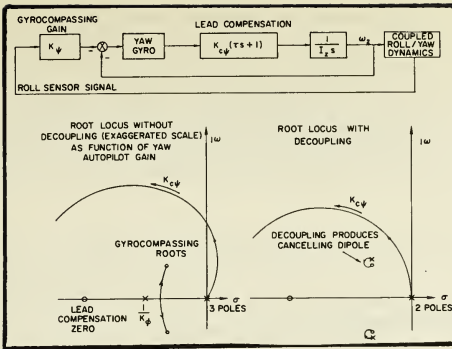 GYROCOMPASSING
GAIN
LEAD COMPENSATION
Kψ
YAW
GYRO
Kcψ(τs+1)
1
Izs
ωz
COUPLED
ROLL/YAW
DYNAMICS
ROLL SENSOR SIGNAL
ROOT LOCUS WITHOUT
DECOUPLING (EXAGGERATED SCALE)
AS FUNCTION OF YAW
AUTOPILOT GAIN
Kcψ
GYROCOMPASSING
ROOTS
LEAD
COMPENSATION
ZERO
1
Kφ
3 POLES
σ
ιω
ROOT LOCUS WITH
DECOUPLING
ιω
Kcψ
DECOUPLING PRODUCES
CANCELLING DIPOLE
σ
2 POLES